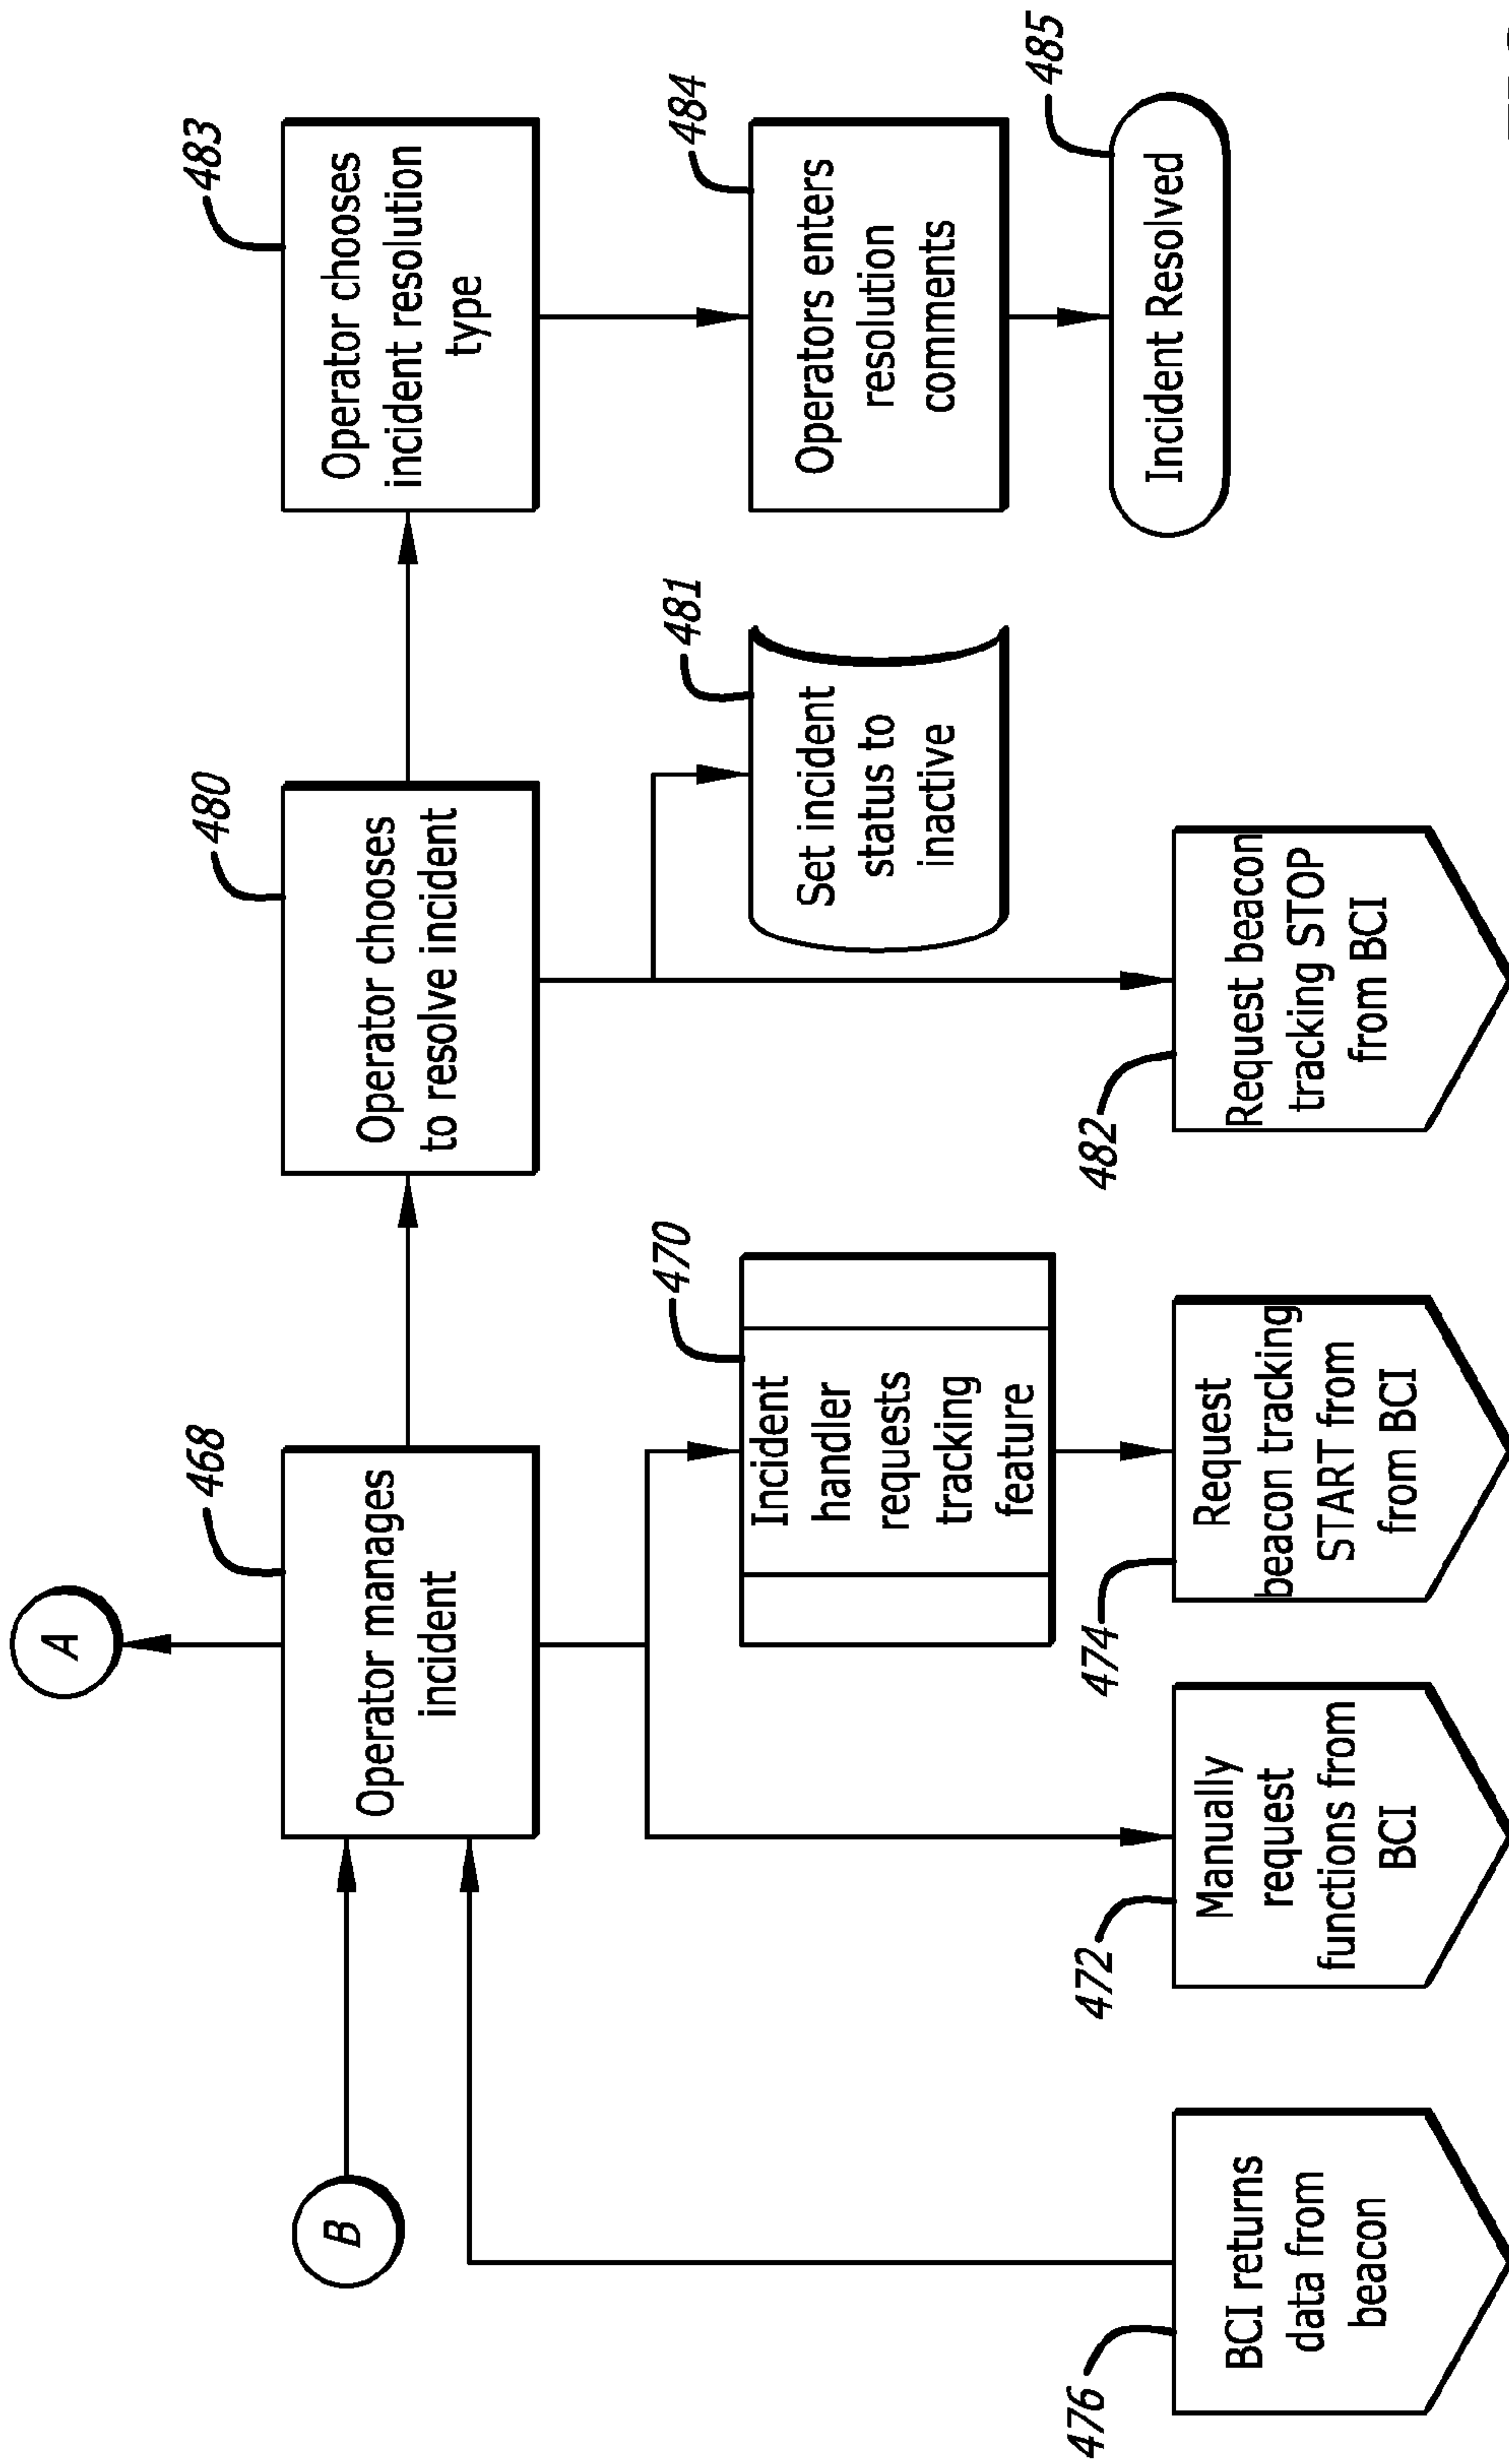 A
B
468
Operator manages
incident
480
Operator chooses
to resolve incident
483
Operator chooses
incident resolution
type
470
Incident
handler
requests
tracking
feature
481
Set incident
status to
inactive
484
Operators enters
resolution
comments
476
BCI returns
data from
beacon
472
Manually
request
functions from
BCI
474
Request
beacon tracking
START from
from BCI
482
Request beacon
tracking STOP
from BCI
485
Incident Resolved